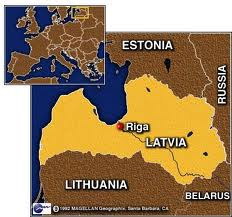 ESTONIA
RUSSIA
Riga
LATVIA
LITHUANIA
BELARUS
© 1992 MAGELLAN Geographix, Santa Barbara, CA